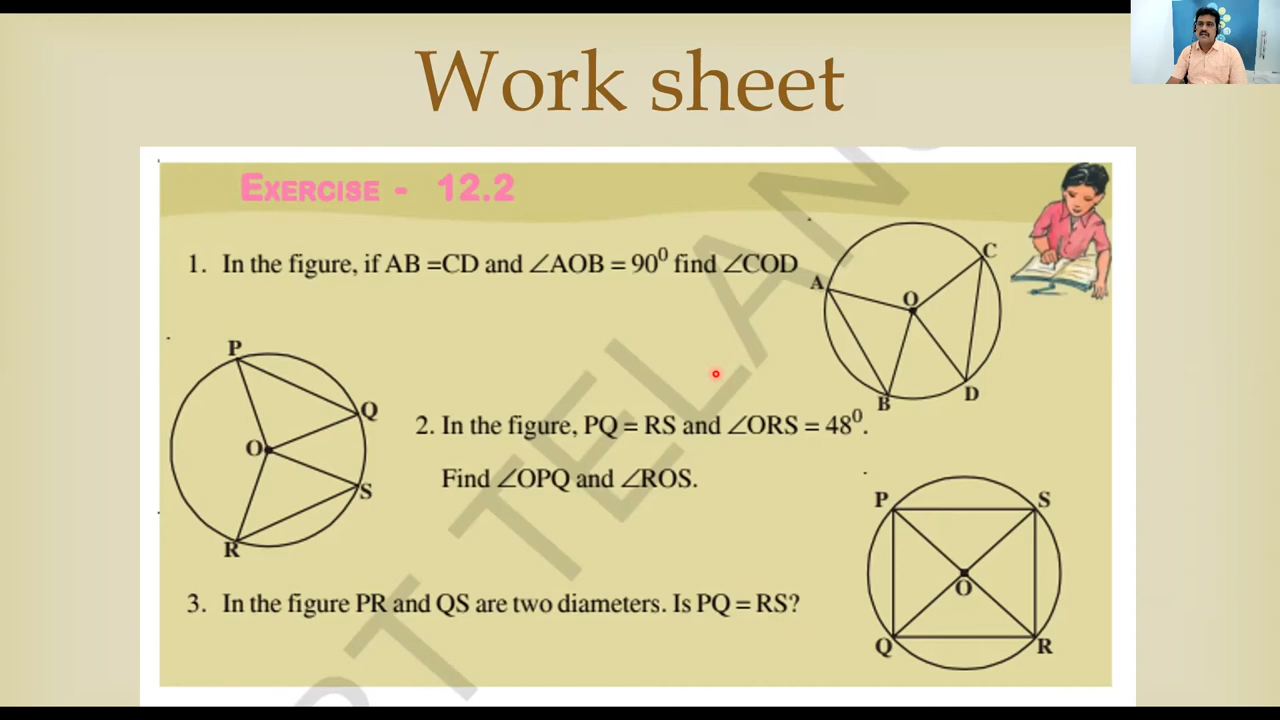 Work sheet
EXERCISE - 12.2
1. In the figure, if AB =CD and ∠AOB = 90⁰ find ∠COD
A
O
C
B
D
P
Q
O
S
R
2. In the figure, PQ = RS and ∠ORS = 48⁰.
Find ∠OPQ and ∠ROS.
P
S
O
Q
R
3. In the figure PR and QS are two diameters. Is PQ = RS?